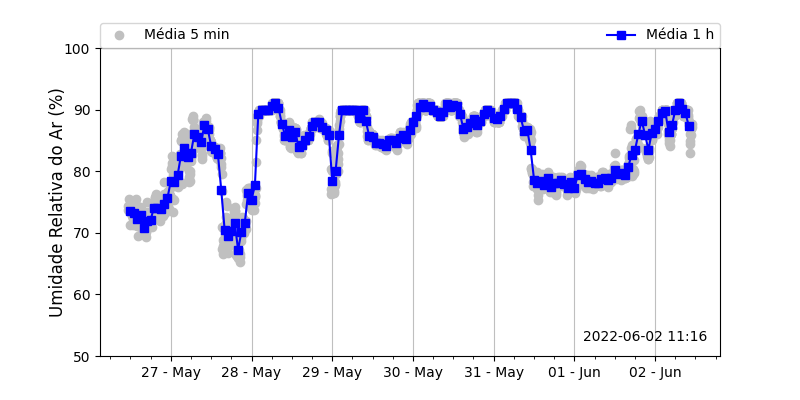 Média 5 min
Média 1 h
Umidade Relativa do Ar (%)
100
90
80
70
60
50
2022-06-02 11:16
27 - May
28 - May
29 - May
30 - May
31 - May
01 - Jun
02 - Jun